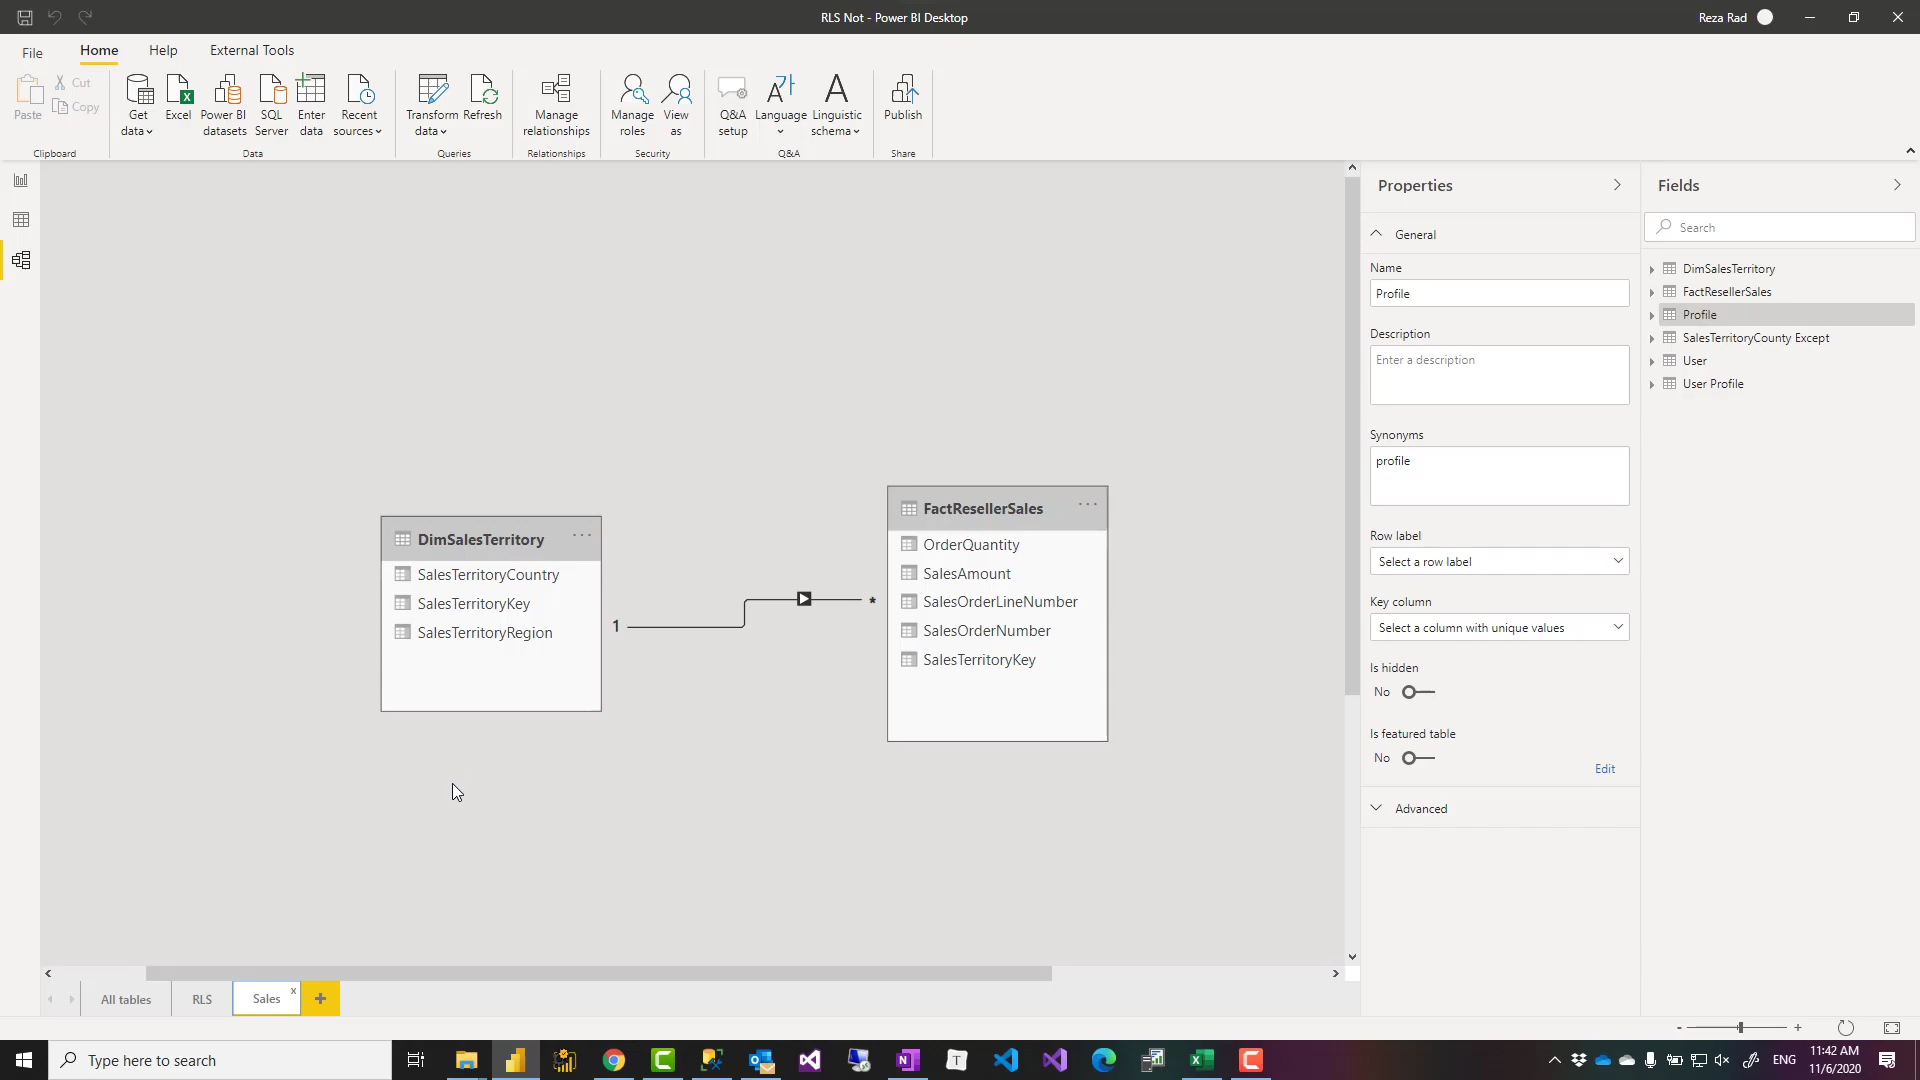 RLS Not - Power BI Desktop
Reza Rad
File
Home
Help
External Tools
Paste
Cut
Copy
Clipboard
Get data
Excel
Power BI datasets
SQL Server
Enter data
Recent sources
Data
Transform data
Refresh
Queries
Manage relationships
Relationships
Manage roles
View as
Security
Q&A setup
Language
Linguistic schema
Q&A
Publish
Share
DimSalesTerritory
SalesTerritoryCountry
SalesTerritoryKey
SalesTerritoryRegion
1
*
FactResellerSales
OrderQuantity
SalesAmount
SalesOrderLineNumber
SalesOrderNumber
SalesTerritoryKey
Properties
General
Name
Profile
Description
Enter a description
Synonyms
profile
Row label
Select a row label
Key column
Select a column with unique values
Is hidden
No
Is featured table
No
Edit
Advanced
Fields
Search
DimSalesTerritory
FactResellerSales
Profile
SalesTerritoryCounty Except
User
User Profile
All tables
RLS
Sales
x
+
- +
Type here to search
ENG
11:42 AM
11/6/2020